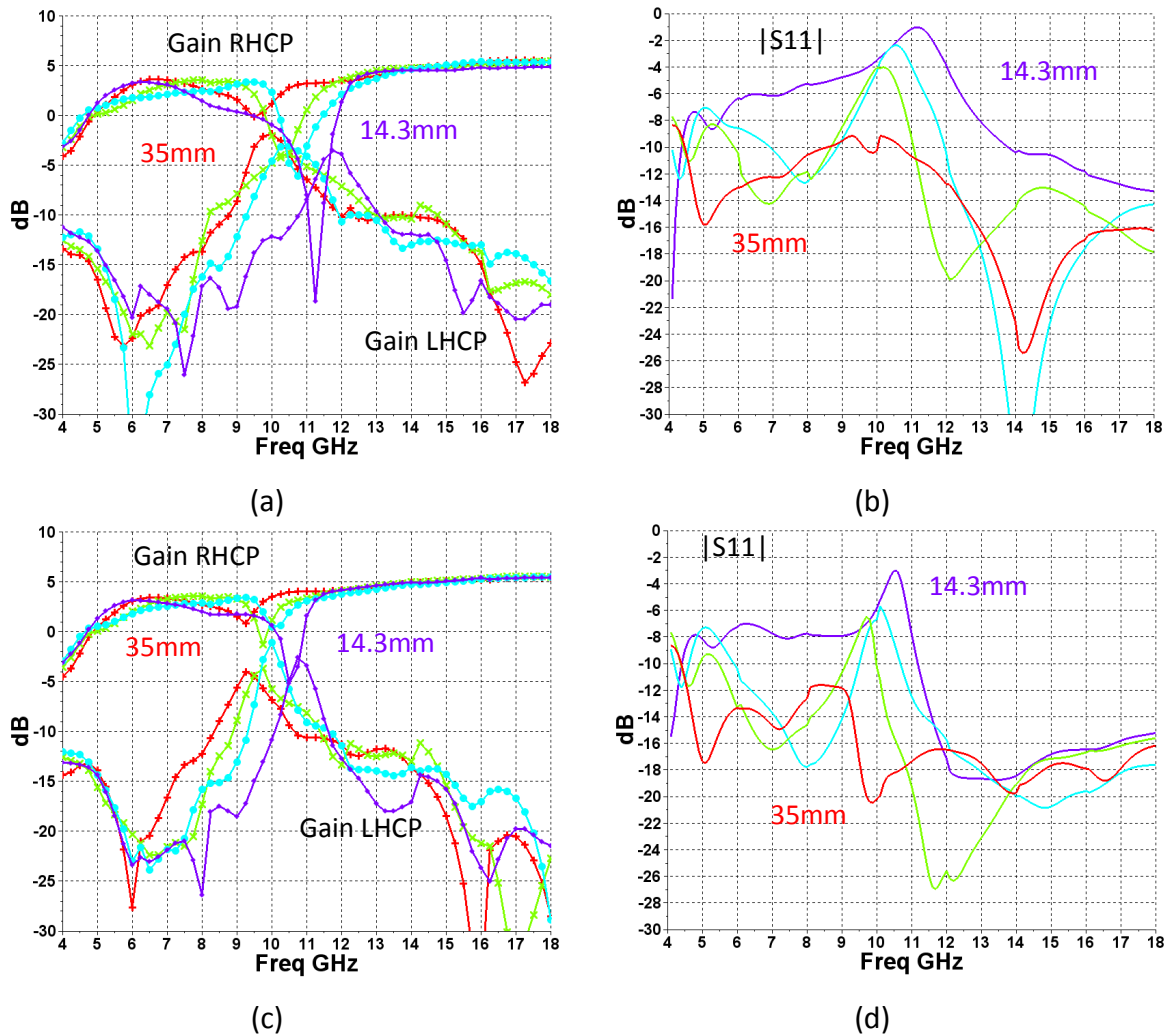 Gain RHCP
14.3mm
35mm
Gain LHCP
dB
10
5
0
-5
-10
-15
-20
-25
-30
4 5 6 7 8 9 10 11 12 13 14 15 16 17 18
Freq GHz
(a)
|S11|
14.3mm
35mm
dB
-0
-2
-4
-6
-8
-10
-12
-14
-16
-18
-20
-22
-24
-26
-28
-30
4 5 6 7 8 9 10 11 12 13 14 15 16 17 18
Freq GHz
(b)
Gain RHCP
35mm
14.3mm
Gain LHCP
dB
10
5
0
-5
-10
-15
-20
-25
-30
4 5 6 7 8 9 10 11 12 13 14 15 16 17 18
Freq GHz
(c)
|S11|
14.3mm
35mm
dB
-0
-2
-4
-6
-8
-10
-12
-14
-16
-18
-20
-22
-24
-26
-28
-30
4 5 6 7 8 9 10 11 12 13 14 15 16 17 18
Freq GHz
(d)